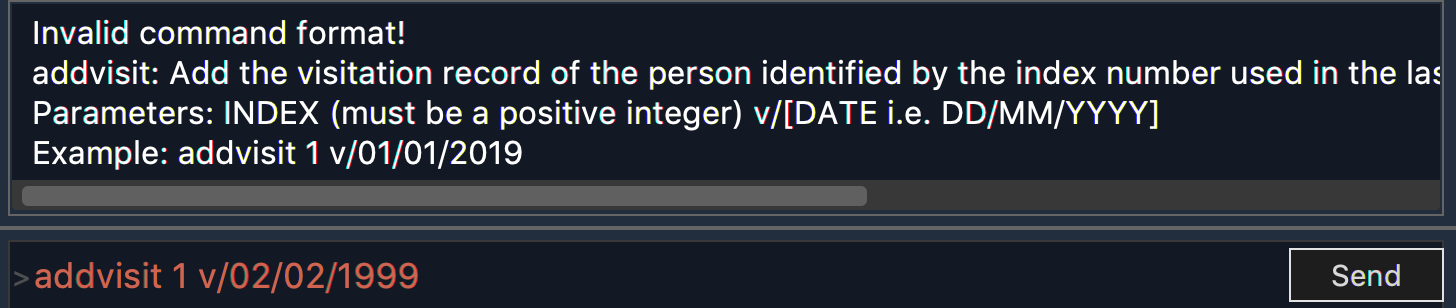 Invalid command format!
addvisit: Add the visitation record of the person identified by the index number used in the
Parameters: INDEX (must be a positive integer) v/[DATE i.e. DD/MM/YYYY]
Example: addvisit 1 v/01/01/2019
>addvisit 1 v/02/02/1999
Send